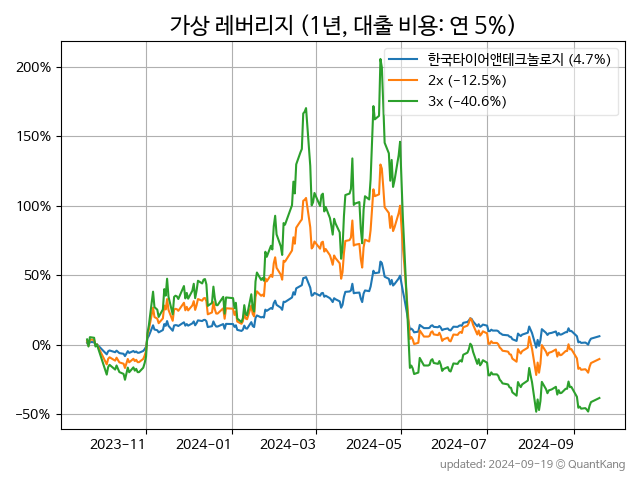 가상 레버리지 (1년, 대출 비용: 연 5%)
한국타이어앤테크놀로지 (4.7%)
2x (−12.5%)
3x (−40.6%)
200%
150%
100%
50%
0%
−50%
2023-11
2024-01
2024-03
2024-05
2024-07
2024-09
updated: 2024-09-19 © QuantKang